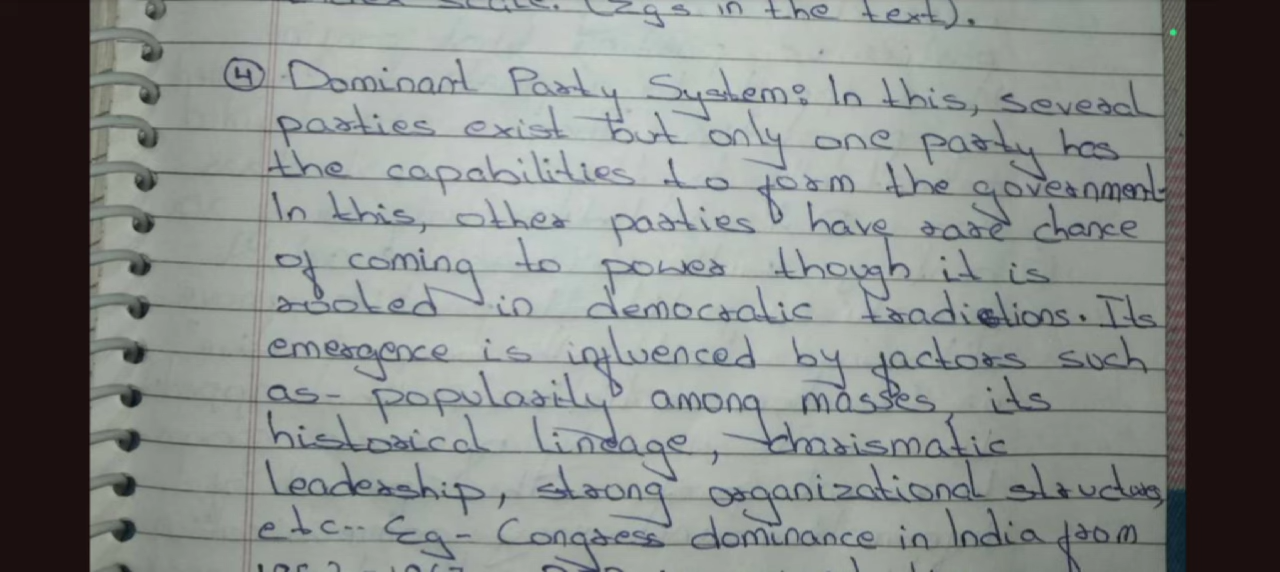 (Egs in the text).
④ Dominant Party System: In this, several
parties exist but only one party has
the capabilities to form the government.
In this, other parties have rare chance
of coming to power though it is
rooted in democratic tradictions. Its
emergence is influenced by factors such
as - popularity among masses, its
historical lineage, charismatic
leadership, strong organizational structure,
etc.. Eg - Congress dominance in India from